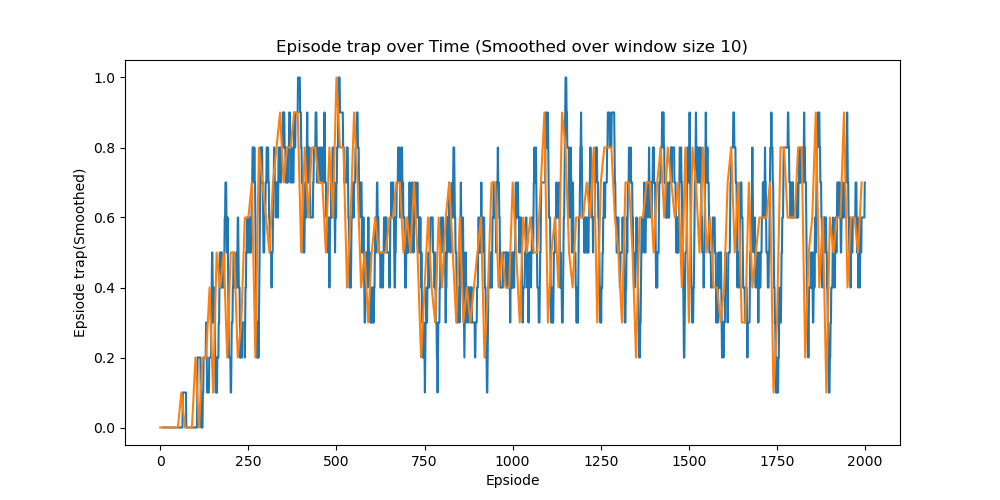 Episode trap over Time (Smoothed over window size 10)
1.0
0.8
0.6
0.4
0.2
0.0
Epsiode trap(Smoothed)
0 250 500 750 1000 1250 1500 1750 2000
Epsiode